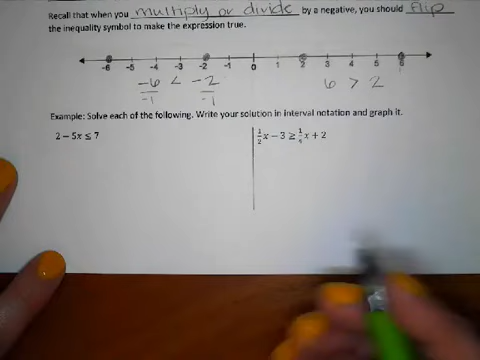 Recall that when you multiply or divide by a negative, you should flip
the inequality symbol to make the expression true.
-6 -5 -4 -3 -2 -1 0 1 2 3 4 5 6
-6 < -2 6 > 2
-1 -1
Example: Solve each of the following. Write your solution in interval notation and graph it.
2 − 5x ≤ 7
1/2 x − 3 ≥ 1/4 x + 2